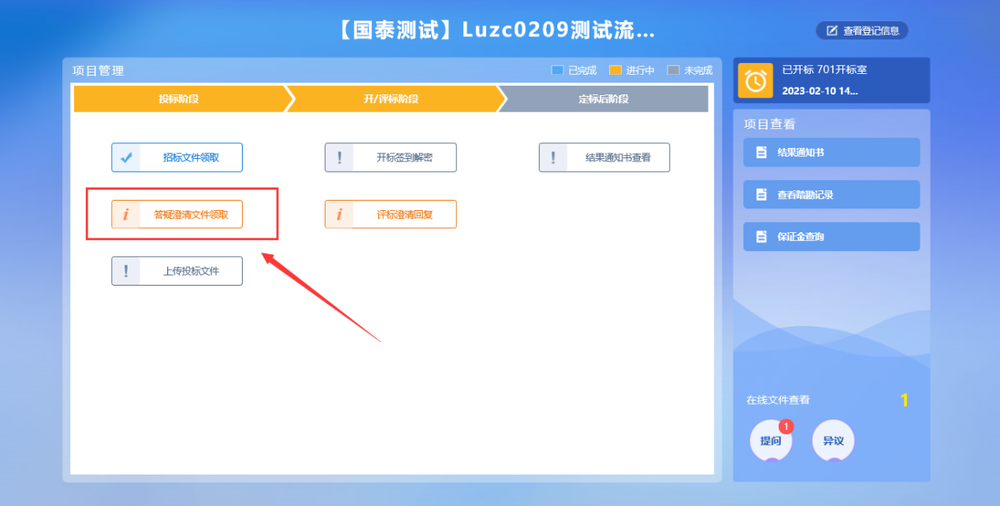 【国泰测试】Luzc0209测试流...
查看登记信息
项目管理
已完成 进行中 未完成
投标阶段 开/评标阶段 定标后阶段
招标文件领取 开标签到解密 结果通知书查看
答疑澄清文件领取 评标澄清回复
上传投标文件
已开标 701开标室
2023-02-10 14...
项目查看
结果通知书
查看踏勘记录
保证金查询
在线文件查看 1
提问 1 异议